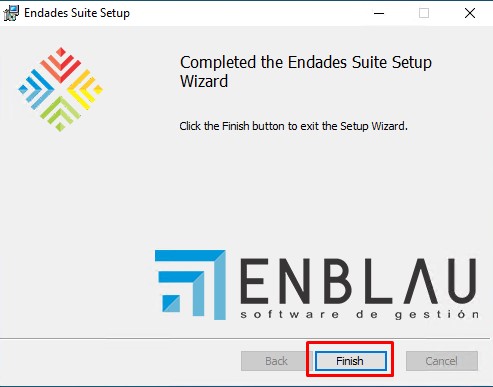 Endades Suite Setup
Completed the Endades Suite Setup
Wizard
Click the Finish button to exit the Setup Wizard.
ENBLAU
software de gestión
Back
Finish
Cancel